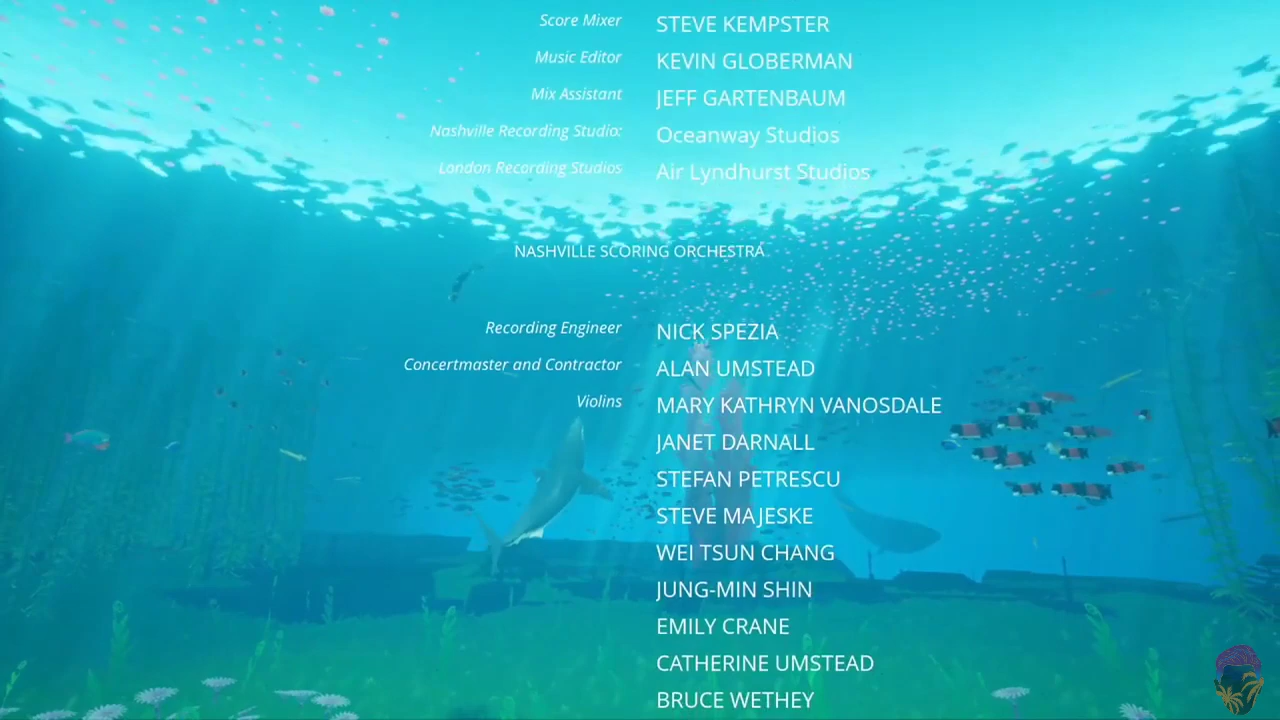 Score Mixer STEVE KEMPSTER
Music Editor KEVIN GLOBERMAN
Mix Assistant JEFF GARTENBAUM
Nashville Recording Studio: Oceanway Studios
London Recording Studios Air Lyndhurst Studios
NASHVILLE SCORING ORCHESTRA
Recording Engineer NICK SPEZIA
Concertmaster and Contractor ALAN UMSTEAD
Violins MARY KATHRYN VANOSDALE
JANET DARNALL
STEFAN PETRESCU
STEVE MAJESKE
WEI TSUN CHANG
JUNG-MIN SHIN
EMILY CRANE
CATHERINE UMSTEAD
BRUCE WETHEY